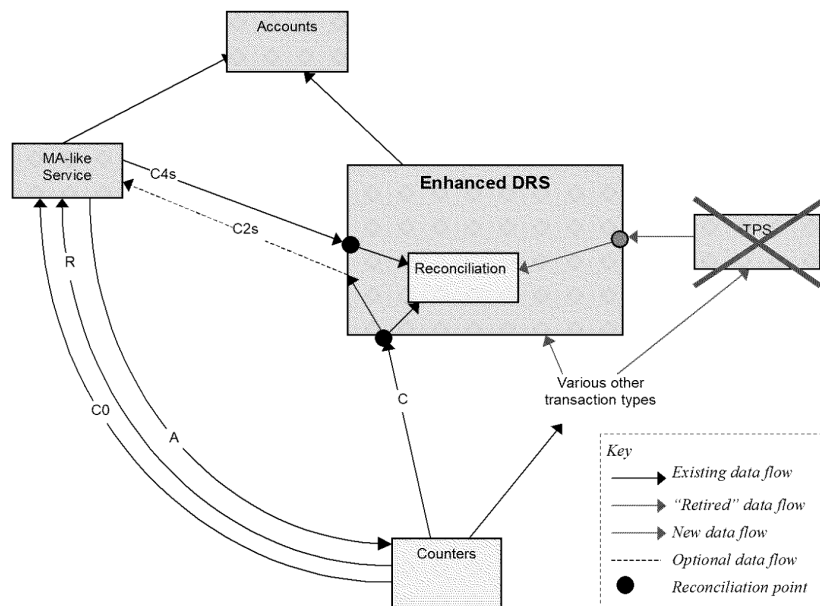 Accounts
MA-like
Service
C4s
Enhanced DRS
C2s
TPS
R
Reconciliation
Various other
transaction types
C
C0
A
Key
Existing data flow
“Retired” data flow
New data flow
Optional data flow
Reconciliation point
Counters